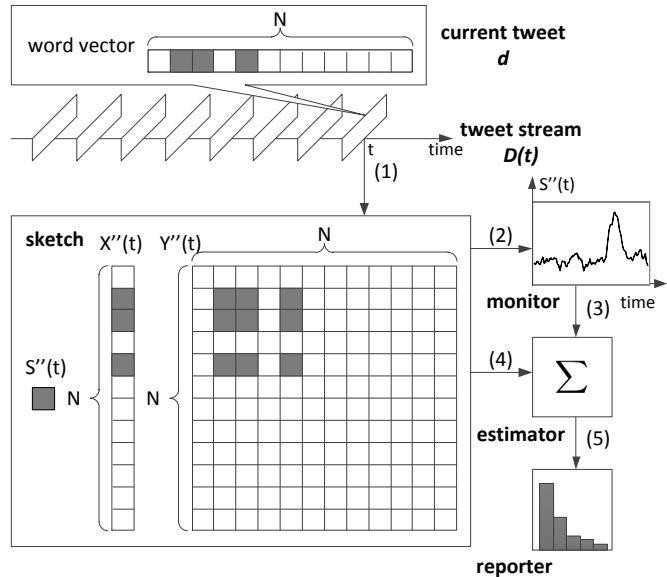 N
word vector
current tweet
d
t
time
tweet stream
D(t)
(1)
S''(t)
sketch
X''(t)
Y''(t)
N
(2)
monitor
time
(3)
S''(t)
N
N
(4)
Σ
estimator
(5)
reporter